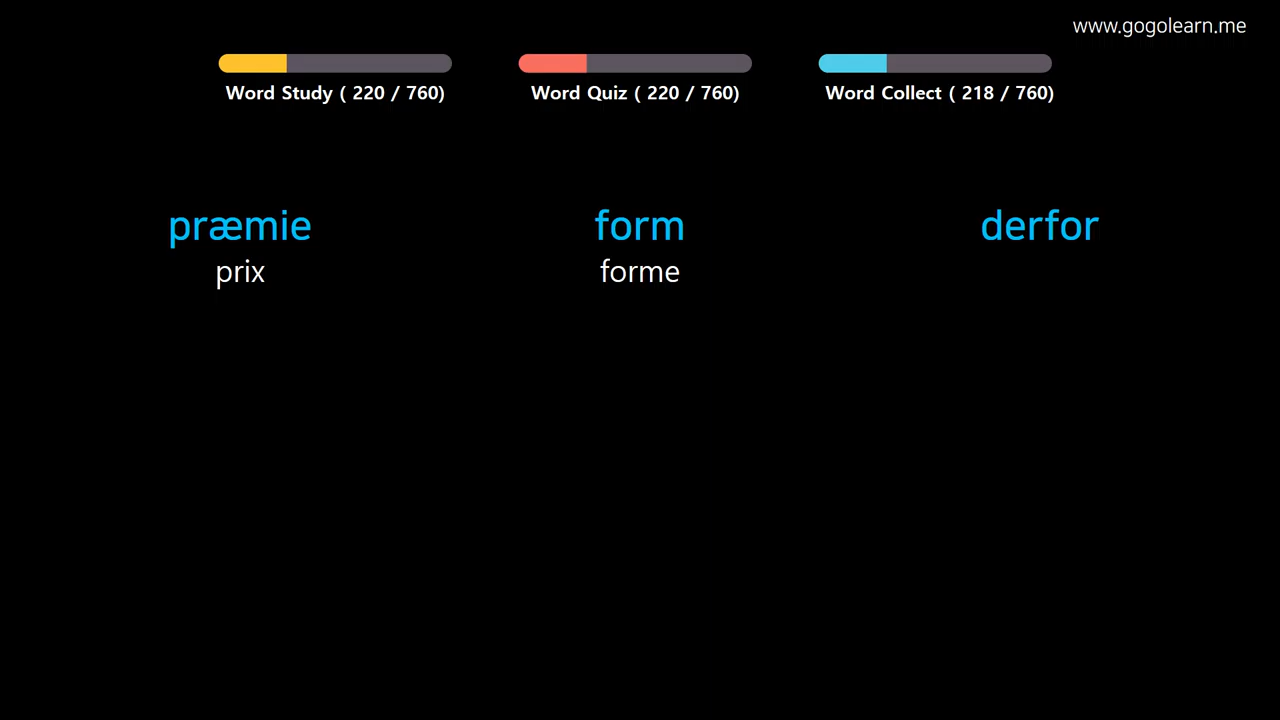 www.gogolearn.me
Word Study ( 220 / 760)
Word Quiz ( 220 / 760)
Word Collect ( 218 / 760)
præmie
form
derfor
prix
forme